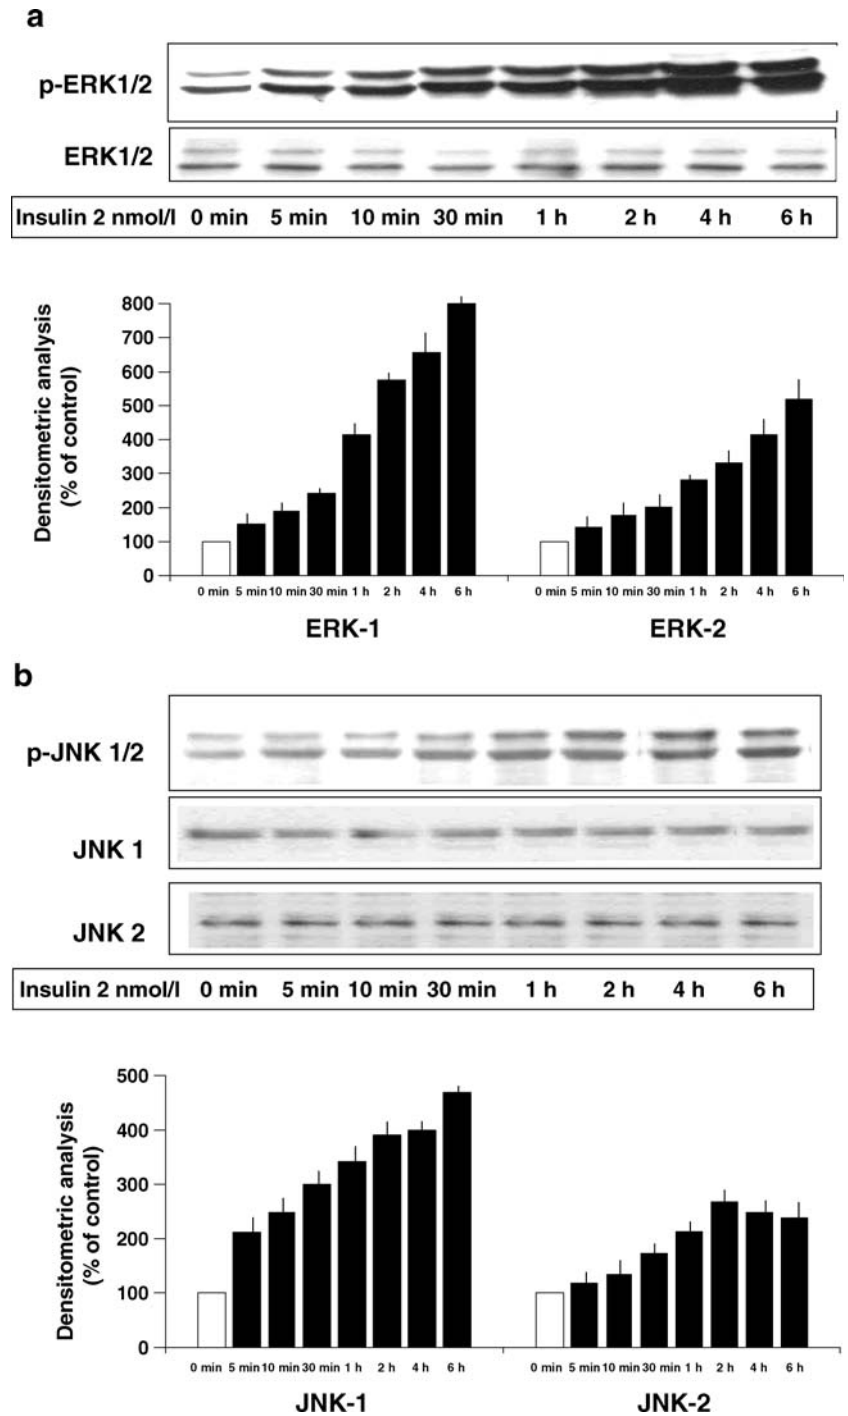 a
p-ERK1/2
ERK1/2
Insulin 2 nmol/l 0 min 5 min 10 min 30 min 1 h 2 h 4 h 6 h
Densitometric analysis
(% of control)
800
700
600
500
400
300
200
100
0
0 min 5 min 10 min 30 min 1 h 2 h 4 h 6 h 0 min 5 min 10 min 30 min 1 h 2 h 4 h 6 h
ERK-1 ERK-2
b
p-JNK 1/2
JNK 1
JNK 2
Insulin 2 nmol/l 0 min 5 min 10 min 30 min 1 h 2 h 4 h 6 h
Densitometric analysis
(% of control)
500
400
300
200
100
0
0 min 5 min 10 min 30 min 1 h 2 h 4 h 6 h 0 min 5 min 10 min 30 min 1 h 2 h 4 h 6 h
JNK-1 JNK-2